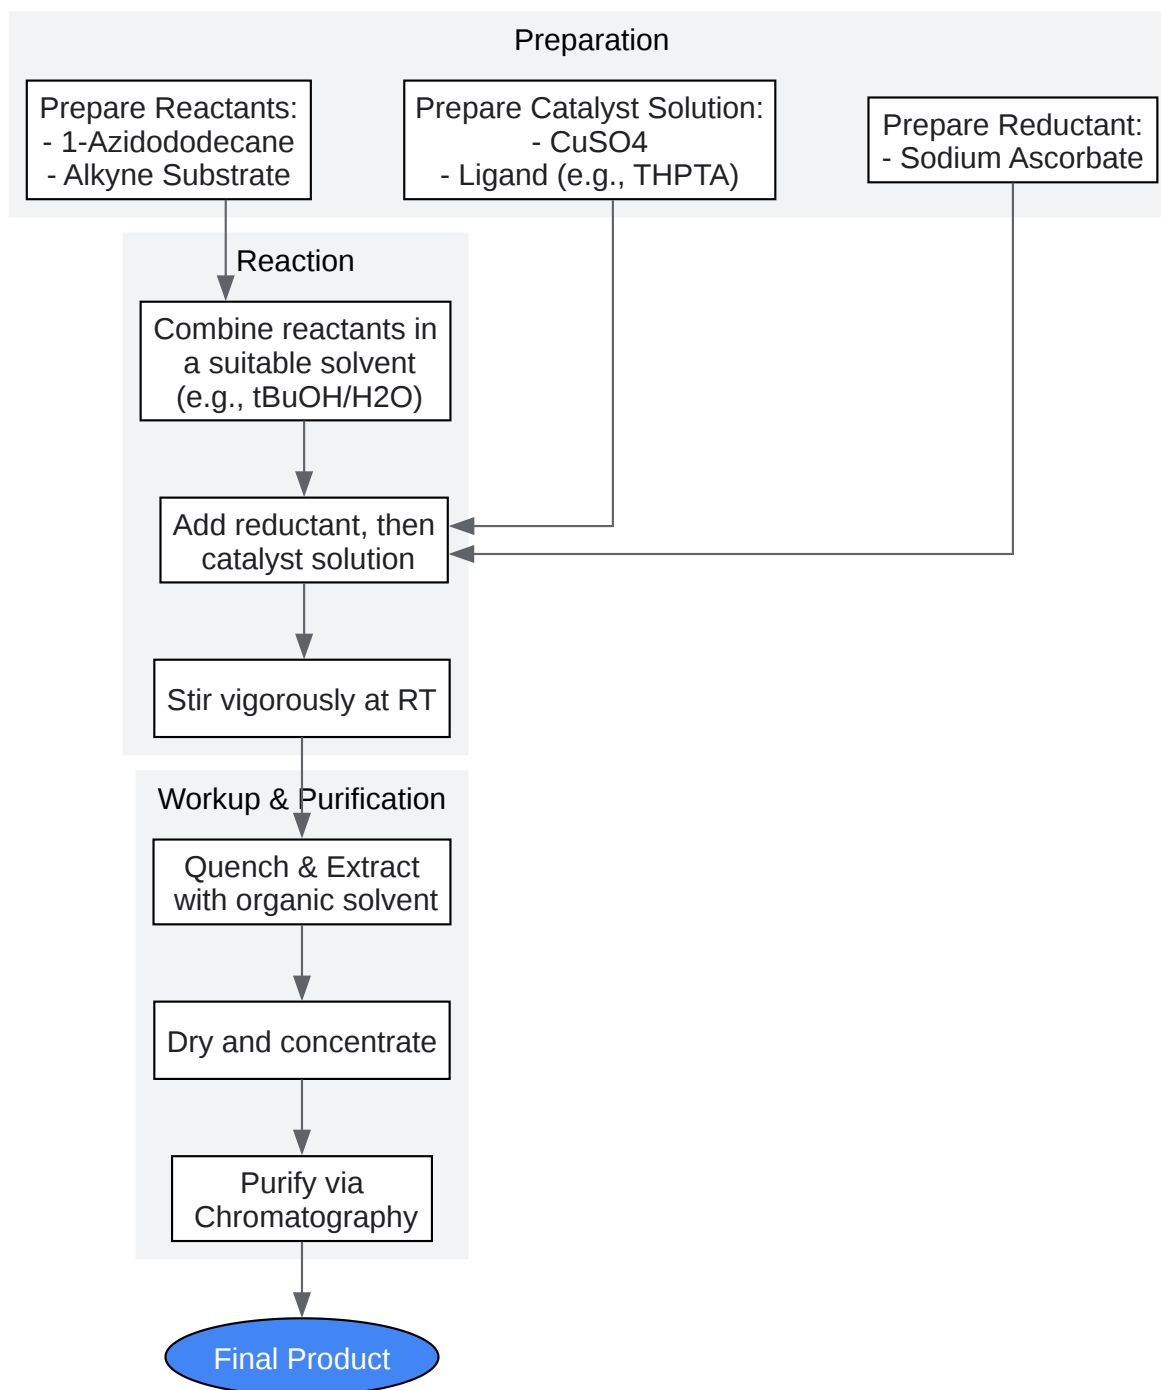 Preparation
Prepare Reactants:
- 1-Azidododecane
- Alkyne Substrate
Prepare Catalyst Solution:
- CuSO4
- Ligand (e.g., THPTA)
Prepare Reductant:
- Sodium Ascorbate
Reaction
Combine reactants in
a suitable solvent
(e.g., tBuOH/H2O)
Add reductant, then
catalyst solution
Stir vigorously at RT
Workup & Purification
Quench & Extract
with organic solvent
Dry and concentrate
Purify via
Chromatography
Final Product